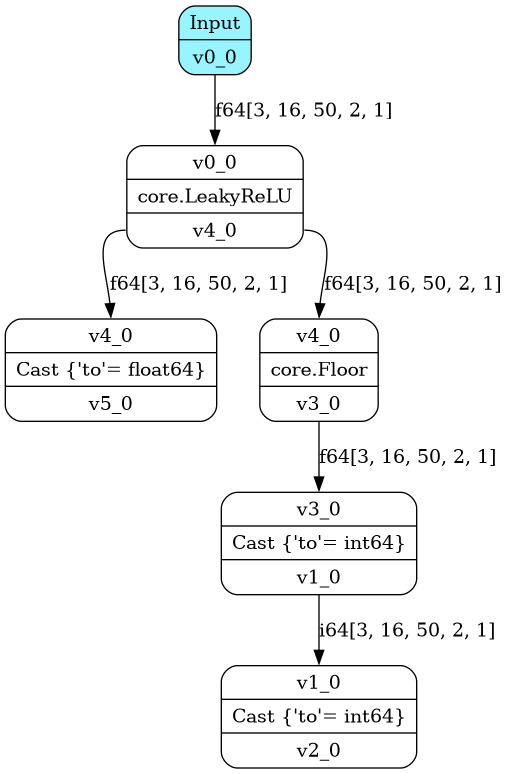 Input
v0_0
f64[3, 16, 50, 2, 1]
v0_0
core.LeakyReLU
v4_0
f64[3, 16, 50, 2, 1]
f64[3, 16, 50, 2, 1]
v4_0
Cast {'to'= float64}
v5_0
v4_0
core.Floor
v3_0
f64[3, 16, 50, 2, 1]
v3_0
Cast {'to'= int64}
v1_0
i64[3, 16, 50, 2, 1]
v1_0
Cast {'to'= int64}
v2_0